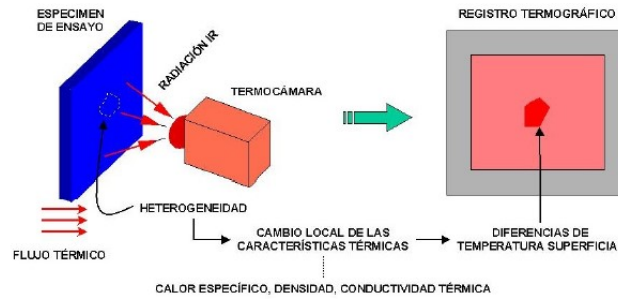 ESPECIMEN
DE ENSAYO
RADIACIÓN IR
TERMOCÁMARA
REGISTRO TERMOGRÁFICO
HETEROGENEIDAD
FLUJO TÉRMICO
CAMBIO LOCAL DE LAS
CARACTERÍSTICAS TÉRMICAS
DIFERENCIAS DE
TEMPERATURA SUPERFICIA
CALOR ESPECÍFICO, DENSIDAD, CONDUCTIVIDAD TÉRMICA